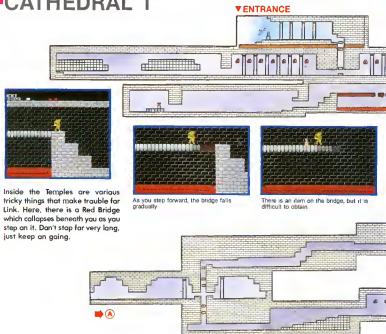 CATHEDRAL 1
▼ENTRANCE
Inside the Temples are various
tricky things that make trouble for
Link. Here, there is a Red Bridge
which collapses beneath you as you
step on it. Don't stop for very long,
just keep on going.
As you step forward, the bridge falls
gradually
There is an item on the bridge, but it is
difficult to obtain.
➡Ⓐ